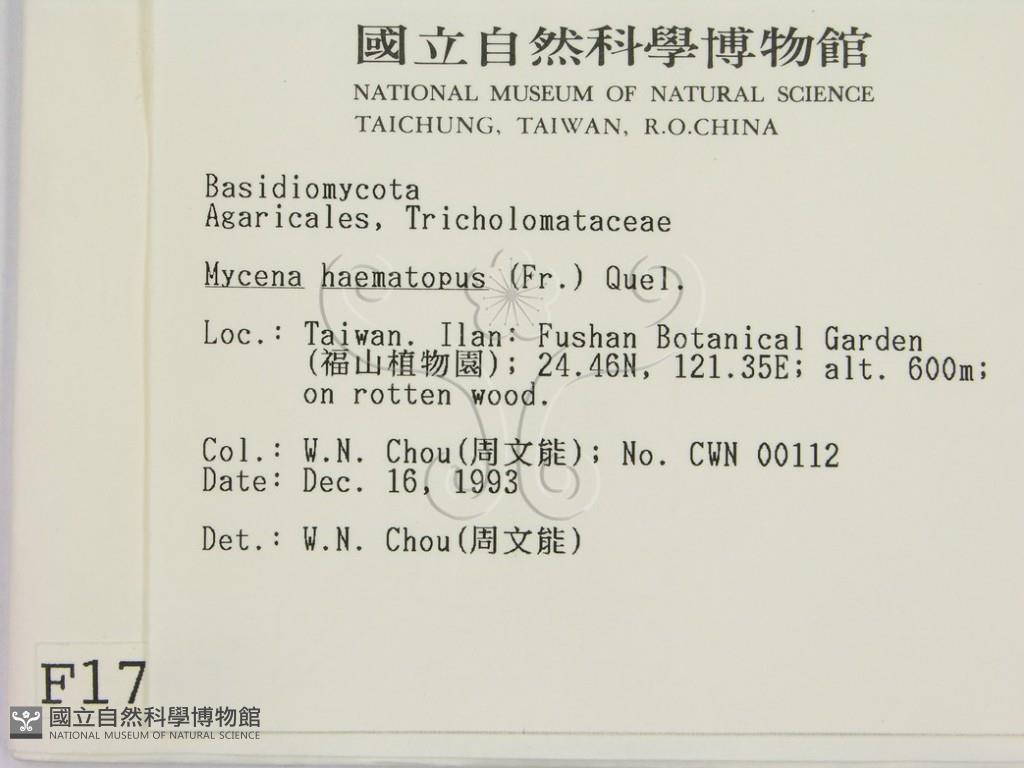 國立自然科學博物館
NATIONAL MUSEUM OF NATURAL SCIENCE
TAICHUNG, TAIWAN, R.O.CHINA
Basidiomycota
Agaricales, Tricholomataceae
Mycena haematopus (Fr.) Quel.
Loc.: Taiwan. Ilan: Fushan Botanical Garden
(福山植物園); 24.46N, 121.35E; alt. 600m;
on rotten wood.
Col.: W.N. Chou(周文能); No. CWN 00112
Date: Dec. 16, 1993
Det.: W.N. Chou(周文能)
F17
國立自然科學博物館
NATIONAL MUSEUM OF NATURAL SCIENCE